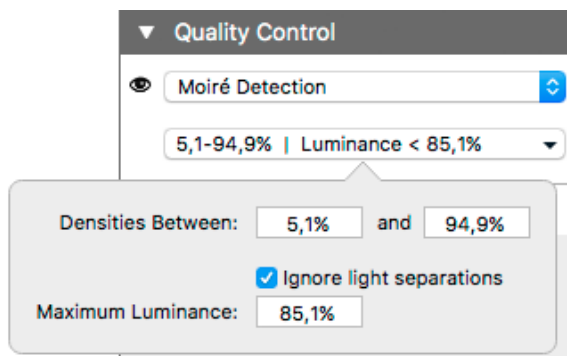 Quality Control
Moiré Detection
5,1-94,9% | Luminance < 85,1%
Densities Between: 5,1% and 94,9%
Ignore light separations
Maximum Luminance: 85,1%